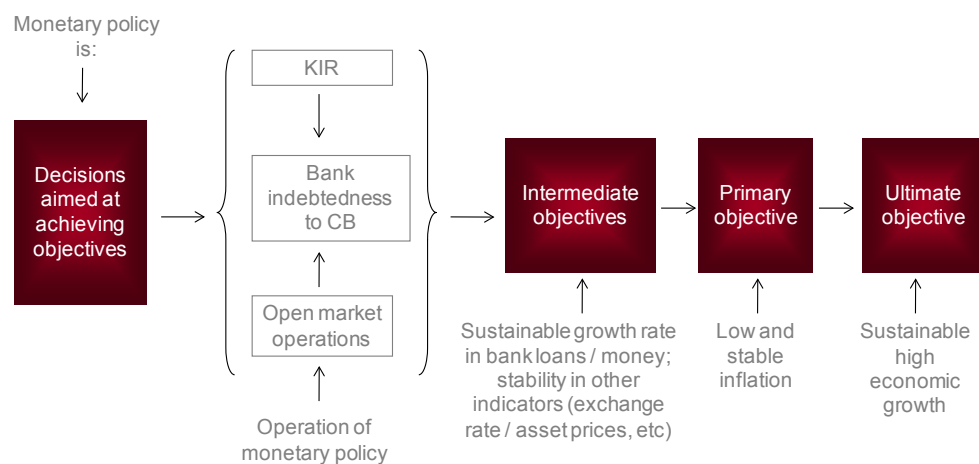 Monetary policy
is:
Decisions
aimed at
achieving
objectives
KIR
Bank
indebtedness
to CB
Open market
operations
Operation of
monetary policy
Intermediate
objectives
Sustainable growth rate
in bank loans / money;
stability in other
indicators (exchange
rate / asset prices, etc)
Primary
objective
Low and
stable
inflation
Ultimate
objective
Sustainable
high
economic
growth